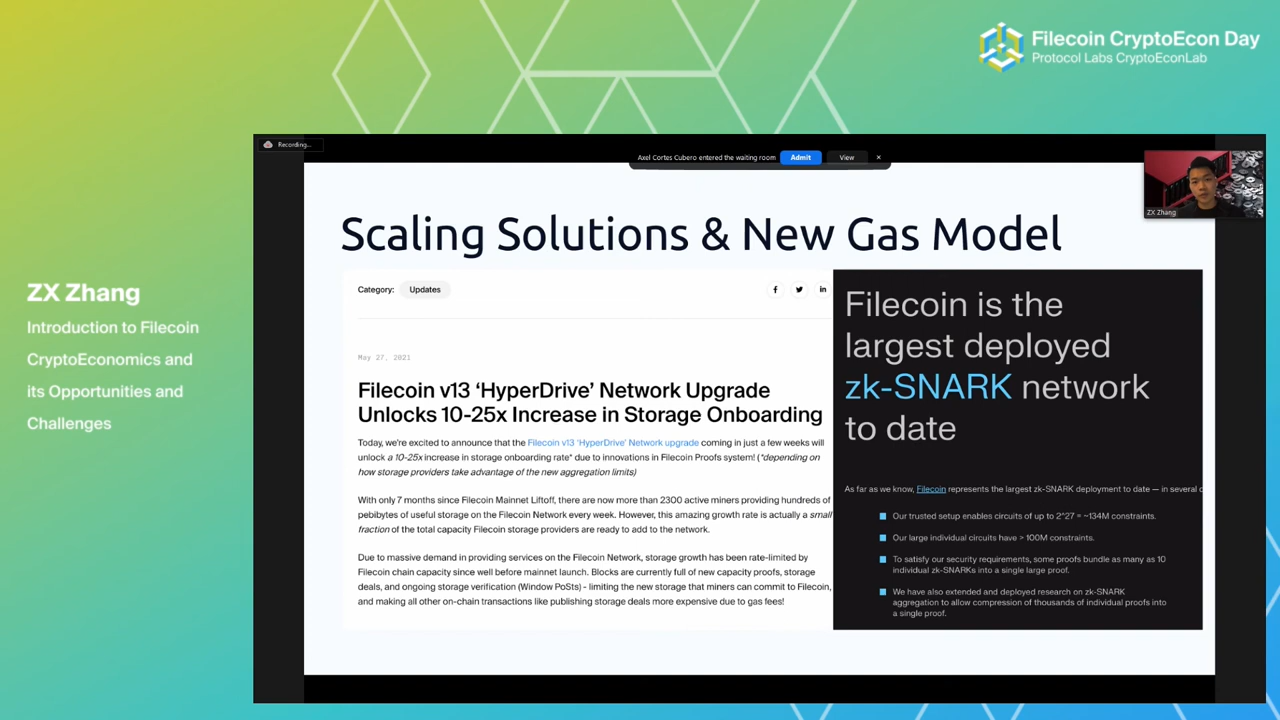 Filecoin CryptoEcon Day
Protocol Labs CryptoEconLab
Recording...
Axel Cortes Cubero entered the waiting room
Admit
View
ZX Zhang
ZX Zhang
Introduction to Filecoin
CryptoEconomics and
its Opportunities and
Challenges
Scaling Solutions & New Gas Model
Category: Updates
May 27, 2021
Filecoin v13 ‘HyperDrive’ Network Upgrade
Unlocks 10-25x Increase in Storage Onboarding
Today, we're excited to announce that the Filecoin v13 ‘HyperDrive’ Network upgrade coming in just a few weeks will
unlock a 10-25x increase in storage onboarding rate* due to innovations in Filecoin Proofs system! (*depending on
how storage providers take advantage of the new aggregation limits)
With only 7 months since Filecoin Mainnet Liftoff, there are now more than 2300 active miners providing hundreds of
pebibytes of useful storage on the Filecoin Network every week. However, this amazing growth rate is actually a small
fraction of the total capacity Filecoin storage providers are ready to add to the network.
Due to massive demand in providing services on the Filecoin Network, storage growth has been rate-limited by
Filecoin chain capacity since well before mainnet launch. Blocks are currently full of new capacity proofs, storage
deals, and ongoing storage verification (Window PoSts) - limiting the new storage that miners can commit to Filecoin,
and making all other on-chain transactions like publishing storage deals more expensive due to gas fees!
Filecoin is the
largest deployed
zk-SNARK network
to date
As far as we know, Filecoin represents the largest zk-SNARK deployment to date — in several
Our trusted setup enables circuits of up to 2^27 = ~134M constraints.
Our large individual circuits have > 100M constraints.
To satisfy our security requirements, some proofs bundle as many as 10
individual zk-SNARKs into a single large proof.
We have also extended and deployed research on zk-SNARK
aggregation to allow compression of thousands of individual proofs into
a single proof.